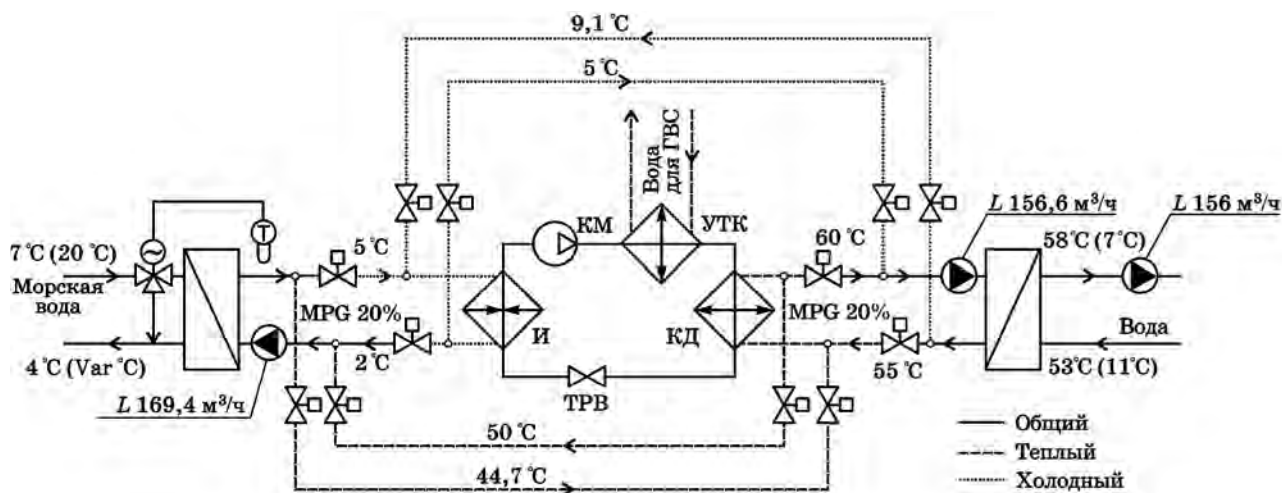 9,1 °C
5 °C
Вода
для ГВС
КМ
УТК
7 °C (20 °C)
Морская
вода
4 °C (Var °C)
T
5 °C
MPG 20%
2 °C
L 169,4 м³/ч
И
ТРВ
КД
60 °C
MPG 20%
55 °C
L 156,6 м³/ч
L 156 м³/ч
58 °C (7 °C)
Вода
53 °C (11 °C)
50 °C
44,7 °C
Общий
Теплый
Холодный